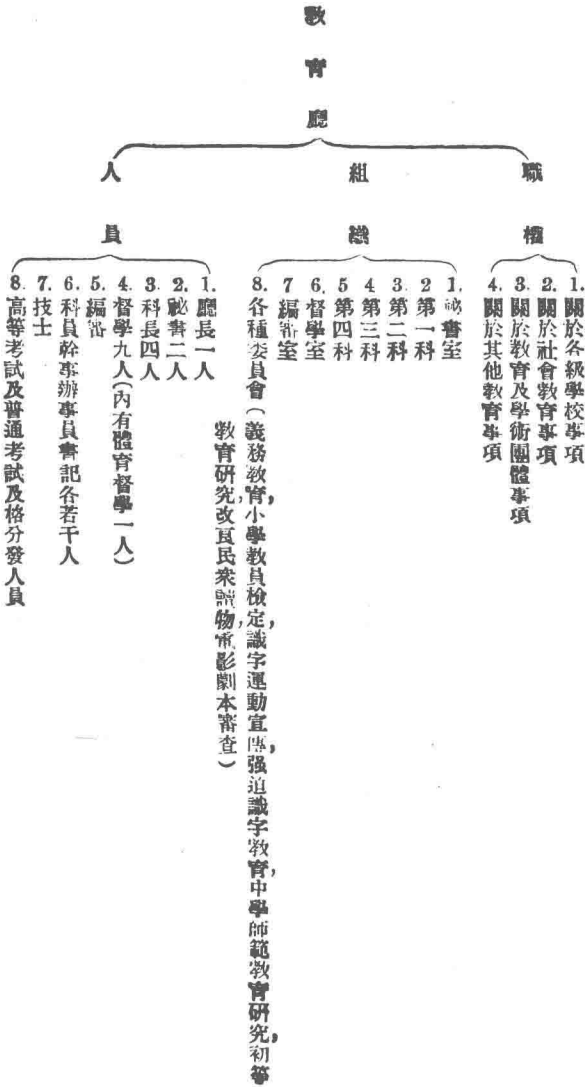 教育廳
職權
1.關於各級學校事項
2.關於社會教育事項
3.關於教育及學術團體事項
4.關於其他教育事項
組織
1.祕書室
2.第一科
3.第二科
4.第三科
5.第四科
6.督學室
7.編審室
8.各種委員會(義務教育,小學教員檢定,識字運動宣傳,强迫識字教育,中學師範教育研究,初等
教育研究,改良民衆讀物,電影劇本審查)
人員
1.廳長一人
2.祕書二人
3.科長四人
4.督學九人(內有體育督學一人)
5.編審
6.科員幹事辦事員書記各若干人
7.技士
8.高等考試及普通考試及格分發人員